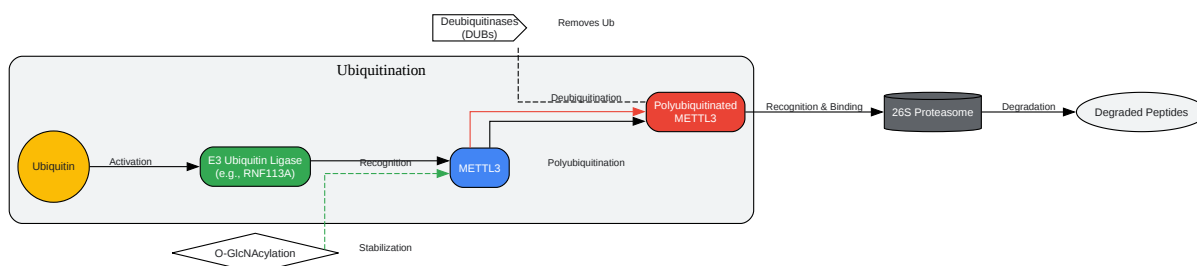 Deubiquitinases
(DUBs)
Removes Ub
Ubiquitination
Deubiquitination
Polyubiquitinated
METTL3
Recognition & Binding
26S Proteasome
Degradation
Degraded Peptides
Ubiquitin
Activation
E3 Ubiquitin Ligase
(e.g., RNF113A)
Recognition
METTL3
Polyubiquitination
O-GlcNAcylation
Stabilization